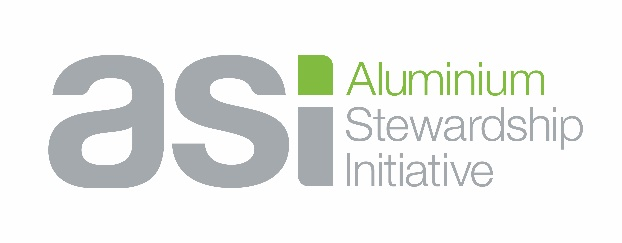 asi
Aluminium
Stewardship
Initiative